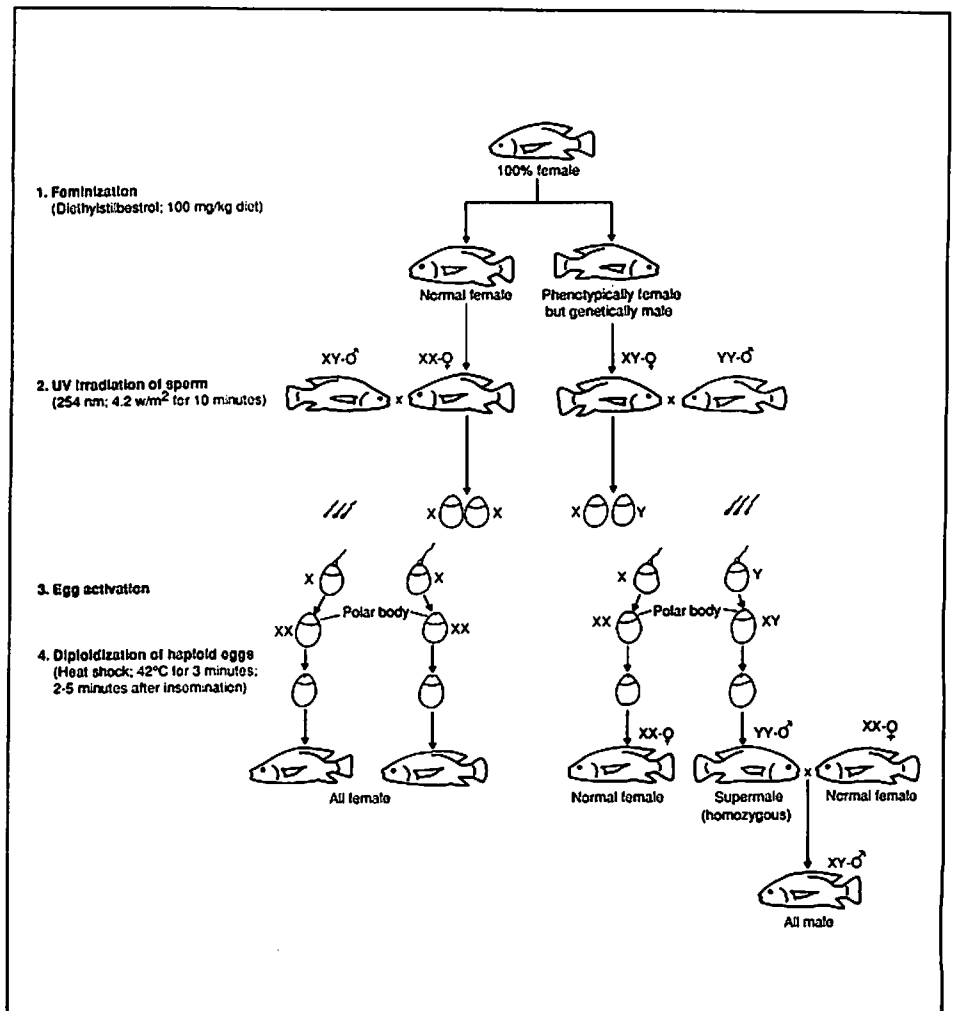 100% female
1. Feminization
(Diethylstilbestrol; 100 mg/kg diet)
Normal female
Phenotypically female
but genetically male
XY-♂
XX-♀
XY-♀
YY-♂
2. UV irradiation of sperm
(254 nm; 4.2 w/m² for 10 minutes)
x
x
X
X
X
Y
X
X
X
Y
3. Egg activation
Polar body
Polar body
XX
XX
XX
XY
4. Diploidization of haploid eggs
(Heat shock; 42°C for 3 minutes;
2-5 minutes after insemination)
XX-♀
YY-♂
XX-♀
x
All female
Normal female
Supermale
(homozygous)
Normal female
XY-♂
All male